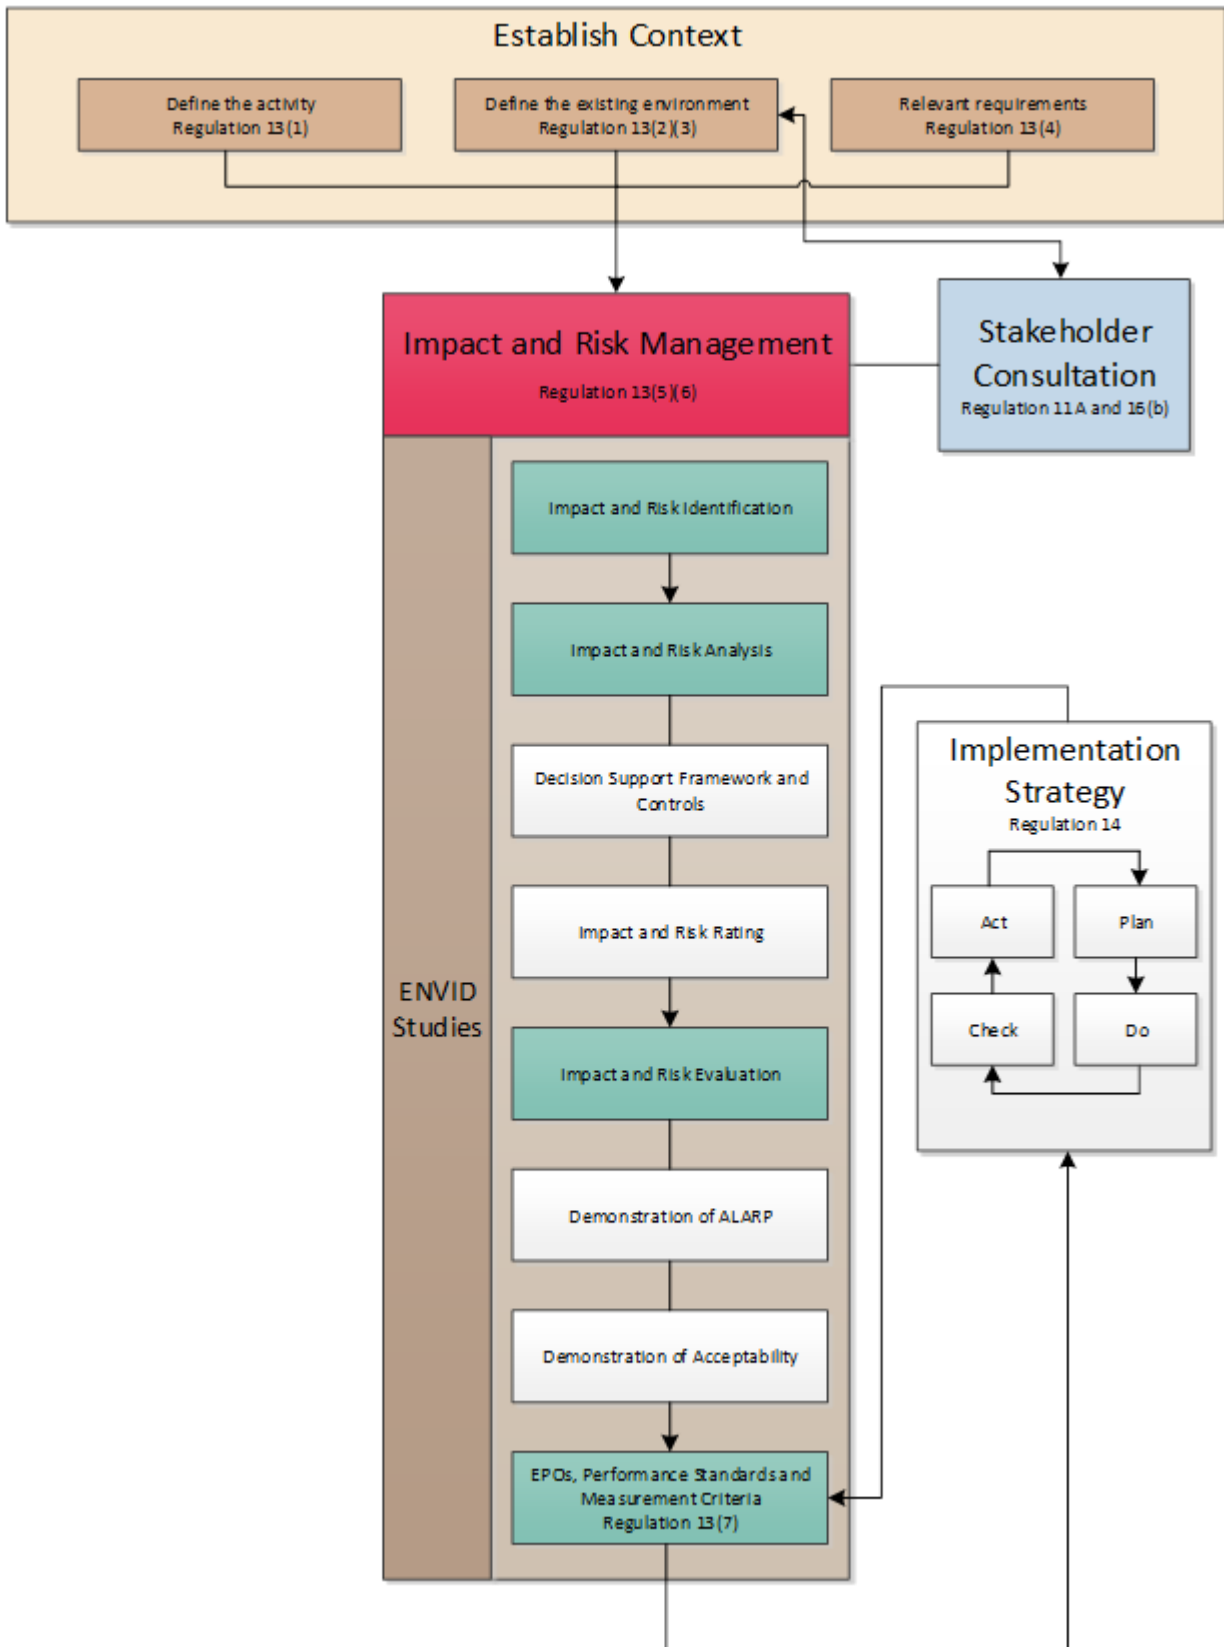 Establish Context
Define the activity
Regulation 13(1)
Define the existing environment
Regulation 13(2)(3)
Relevant requirements
Regulation 13(4)
Impact and Risk Management
Regulation 13(5)(6)
Stakeholder
Consultation
Regulation 11A and 16(b)
ENVID
Studies
Impact and Risk Identification
Impact and Risk Analysis
Decision Support Framework and
Controls
Impact and Risk Rating
Impact and Risk Evaluation
Demonstration of ALARP
Demonstration of Acceptability
EPOs, Performance Standards and
Measurement Criteria
Regulation 13(7)
Implementation
Strategy
Regulation 14
Act
Plan
Check
Do